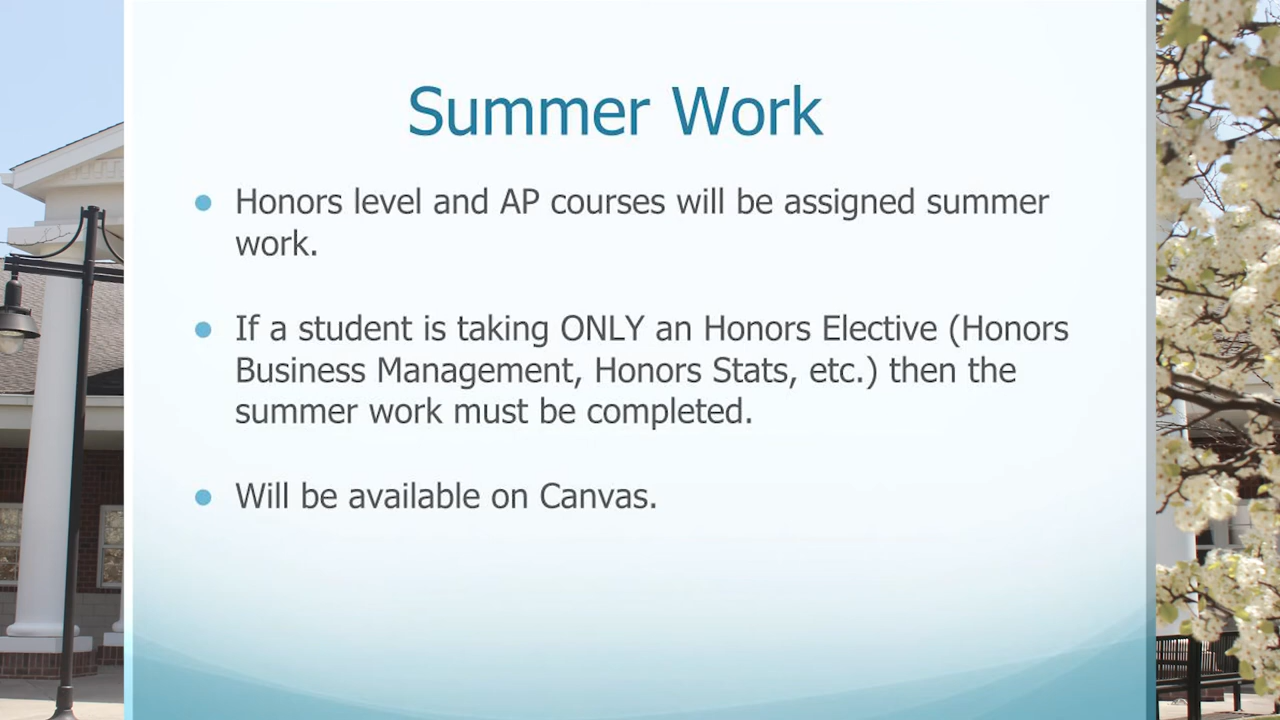 Summer Work
Honors level and AP courses will be assigned summer
work.
If a student is taking ONLY an Honors Elective (Honors
Business Management, Honors Stats, etc.) then the
summer work must be completed.
Will be available on Canvas.